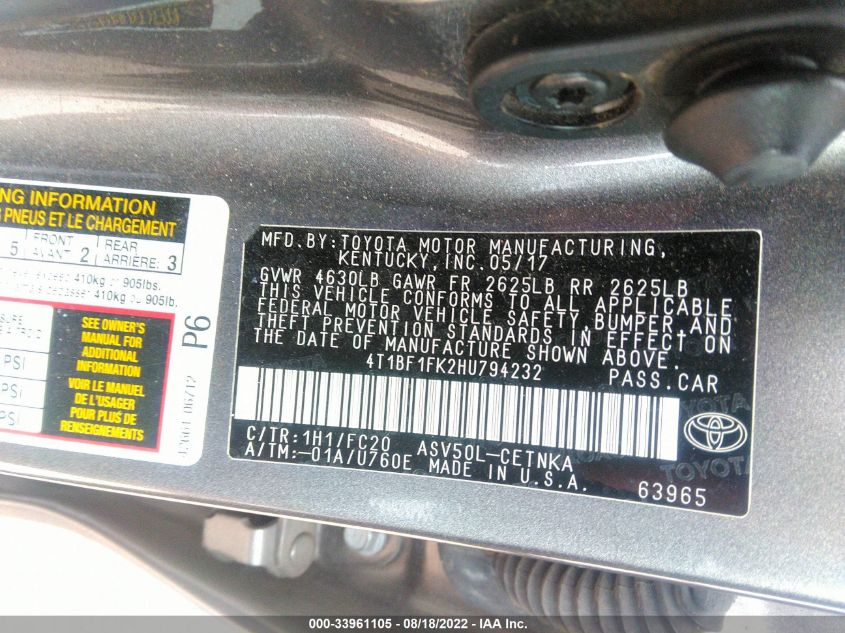 NG INFORMATION
PNEUS ET LE CHARGEMENT
5 FRONT AVANT 2 REAR ARRIÈRE: 3
410kg or 905lbs.
410kg ou 905lbs.
SEE OWNER'S
MANUAL FOR
ADDITIONAL
INFORMATION
VOIR LE MANUEL
DE L'USAGER
POUR PLUS DE
RENSEIGNEMENTS
PSI
PSI
P6
MFD. BY: TOYOTA MOTOR MANUFACTURING,
KENTUCKY, INC. 05/17
GVWR 4630LB GAWR FR 2625LB RR 2625LB
THIS VEHICLE CONFORMS TO ALL APPLICABLE
FEDERAL MOTOR VEHICLE SAFETY, BUMPER, AND
THEFT PREVENTION STANDARDS IN EFFECT ON
THE DATE OF MANUFACTURE SHOWN ABOVE.
4T1BF1FK2HU794232 PASS.CAR
C/TR: 1H1/FC20 ASV50L-CETNKA
A/TM: -01A/U760E MADE IN U.S.A.
TOYOTA
63965
000-33961105 - 08/18/2022 - IAA Inc.